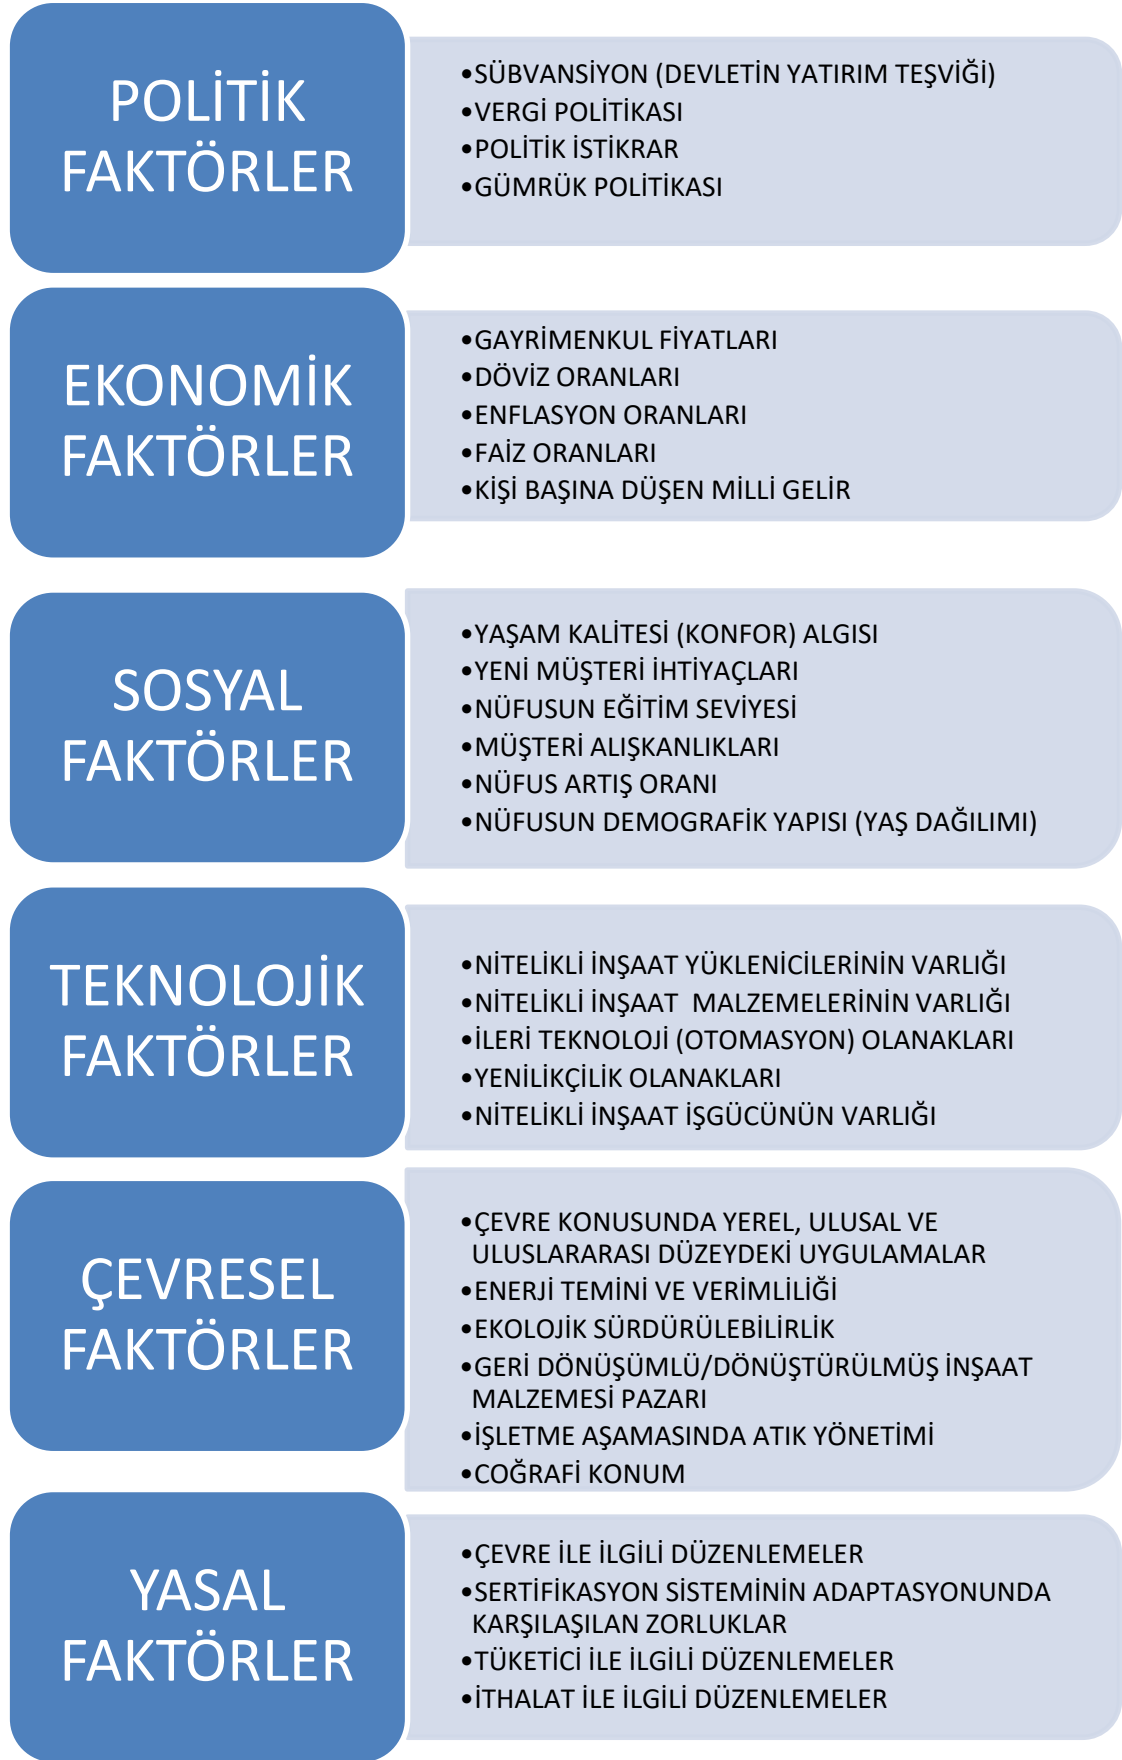 POLİTİK
FAKTÖRLER
•SÜBVANSİYON (DEVLETİN YATIRIM TEŞVİĞİ)
•VERGİ POLİTİKASI
•POLİTİK İSTİKRAR
•GÜMRÜK POLİTİKASI
EKONOMİK
FAKTÖRLER
•GAYRİMENKUL FİYATLARI
•DÖVİZ ORANLARI
•ENFLASYON ORANLARI
•FAİZ ORANLARI
•KİŞİ BAŞINA DÜŞEN MİLLİ GELİR
SOSYAL
FAKTÖRLER
•YAŞAM KALİTESİ (KONFOR) ALGISI
•YENİ MÜŞTERİ İHTİYAÇLARI
•NÜFUSUN EĞİTİM SEVİYESİ
•MÜŞTERİ ALIŞKANLIKLARI
•NÜFUS ARTIŞ ORANI
•NÜFUSUN DEMOGRAFİK YAPISI (YAŞ DAĞILIMI)
TEKNOLOJİK
FAKTÖRLER
•NİTELİKLİ İNŞAAT YÜKLENİCİLERİNİN VARLIĞI
•NİTELİKLİ İNŞAAT MALZEMELERİNİN VARLIĞI
•İLERİ TEKNOLOJİ (OTOMASYON) OLANAKLARI
•YENİLİKÇİLİK OLANAKLARI
•NİTELİKLİ İNŞAAT İŞGÜCÜNÜN VARLIĞI
ÇEVRESEL
FAKTÖRLER
•ÇEVRE KONUSUNDA YEREL, ULUSAL VE
ULUSLARARASI DÜZEYDEKİ UYGULAMALAR
•ENERJİ TEMİNİ VE VERİMLİLİĞİ
•EKOLOJİK SÜRDÜRÜLEBİLİRLİK
•GERİ DÖNÜŞÜMLÜ/DÖNÜŞTÜRÜLMÜŞ İNŞAAT
MALZEMESİ PAZARI
•İŞLETME AŞAMASINDA ATIK YÖNETİMİ
•COĞRAFİ KONUM
YASAL
FAKTÖRLER
•ÇEVRE İLE İLGİLİ DÜZENLEMELER
•SERTİFİKASYON SİSTEMİNİN ADAPTASYONUNDA
KARŞILAŞILAN ZORLUKLAR
•TÜKETİCİ İLE İLGİLİ DÜZENLEMELER
•İTHALAT İLE İLGİLİ DÜZENLEMELER